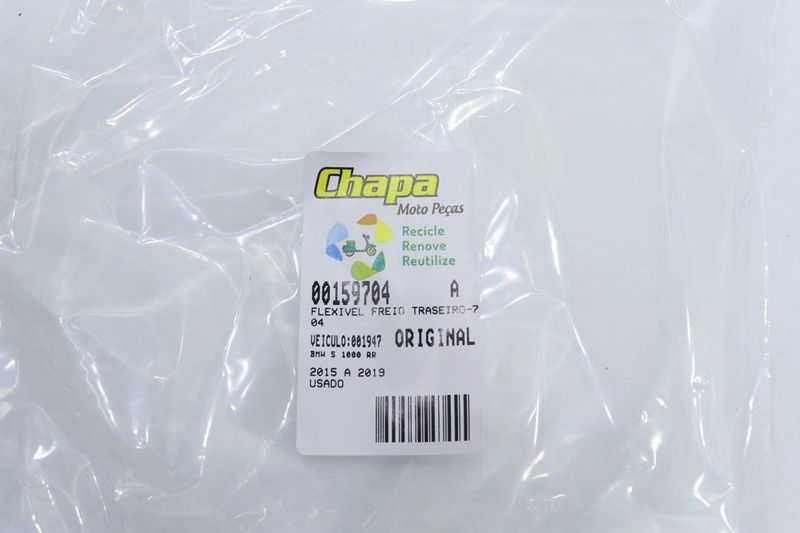 Chapa
Moto Peças
Recicle
Renove
Reutilize
00159704 A
FLEXIVEL FREIO TRASEIRO-7
04
VEICULO:001947 ORIGINAL
BMW S 1000 RR
2015 A 2019
USADO